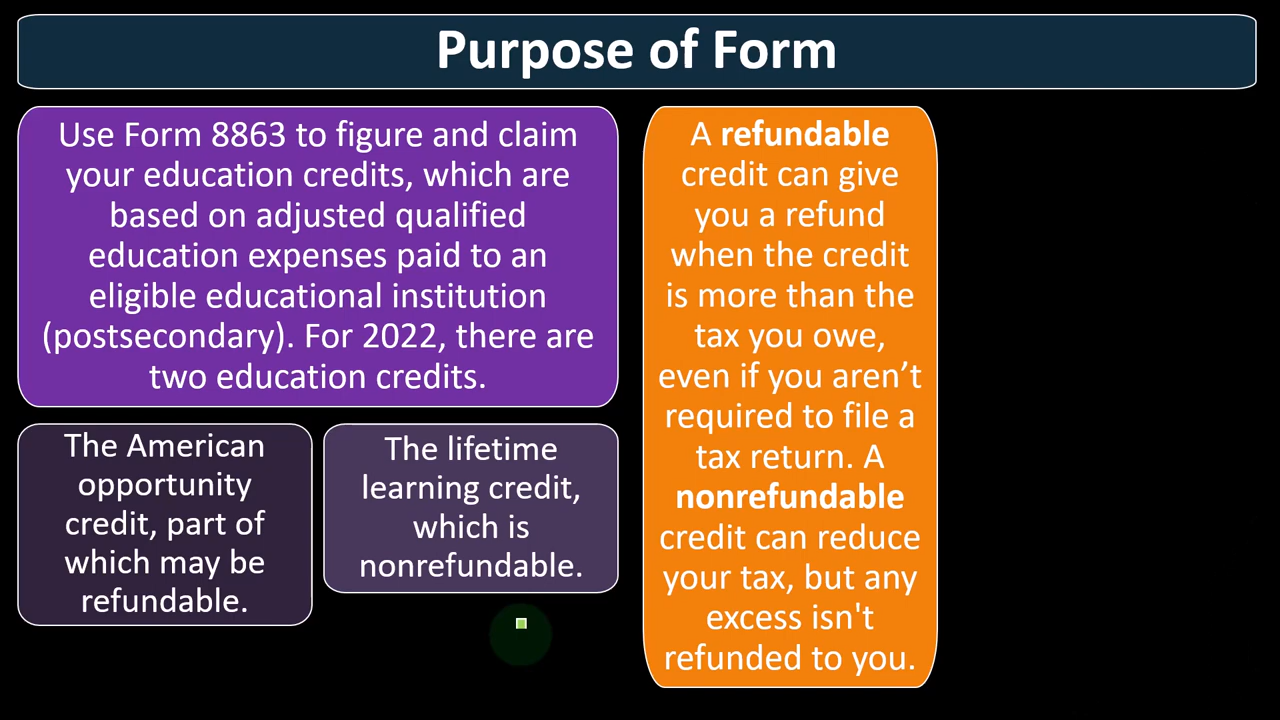 Purpose of Form
Use Form 8863 to figure and claim
your education credits, which are
based on adjusted qualified
education expenses paid to an
eligible educational institution
(postsecondary). For 2022, there are
two education credits.
The American
opportunity
credit, part of
which may be
refundable.
The lifetime
learning credit,
which is
nonrefundable.
A refundable
credit can give
you a refund
when the credit
is more than the
tax you owe,
even if you aren’t
required to file a
tax return. A
nonrefundable
credit can reduce
your tax, but any
excess isn't
refunded to you.